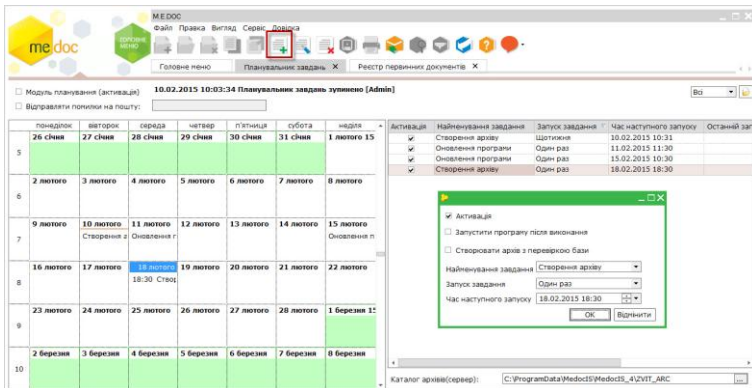 M.E.DOC
Файл Правка Вигляд Сервіс Довідка
me doc
ГОЛОВНЕ МЕНЮ
Головне меню Планувальник завдань X Реєстр первинних документів X
Модуль планування (активація) 10.02.2015 10:03:34 Планувальник завдань зупинено [Admin] Всі
Відправляти помилки на пошту:
понеділок вівторок середа четвер п'ятниця субота неділя
5 26 січня 27 січня 28 січня 29 січня 30 січня 31 січня 1 лютого 15
6 2 лютого 3 лютого 4 лютого 5 лютого 6 лютого 7 лютого 8 лютого
7 9 лютого 10 лютого 11 лютого 12 лютого 13 лютого 14 лютого 15 лютого
Створення а Оновлення п Оновлення п
8 16 лютого 17 лютого 18 лютого 19 лютого 20 лютого 21 лютого 22 лютого
18:30 Створ
9 23 лютого 24 лютого 25 лютого 26 лютого 27 лютого 28 лютого 1 березня 15
10 2 березня 3 березня 4 березня 5 березня 6 березня 7 березня 8 березня
Активація Найменування завдання Запуск завдання Час наступного запуску Останній зап
Створення архіву Щотижня 10.02.2015 10:31
Оновлення програми Один раз 11.02.2015 11:30
Оновлення програми Один раз 15.02.2015 10:30
Створення архіву Один раз 18.02.2015 18:30
Активація
Запустити програму після виконання
Створювати архів з перевіркою бази
Найменування завдання Створення архіву
Запуск завдання Один раз
Час наступного запуску 18.02.2015 18:30
OK Відмінити
Каталог архівів(сервер): C:\ProgramData\MedocIS\MedocIS_4\ZVIT_ARC ...